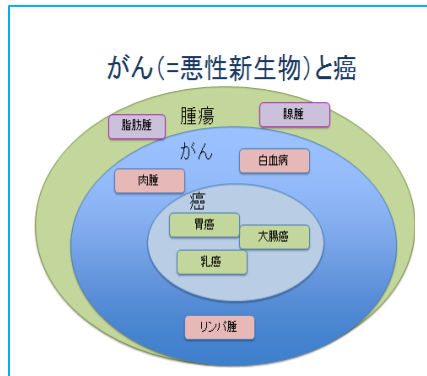 がん(=悪性新生物)と癌
腫瘍
腺腫
脂肪腫
がん
白血病
肉腫
癌
胃癌
大腸癌
乳癌
リンパ腫